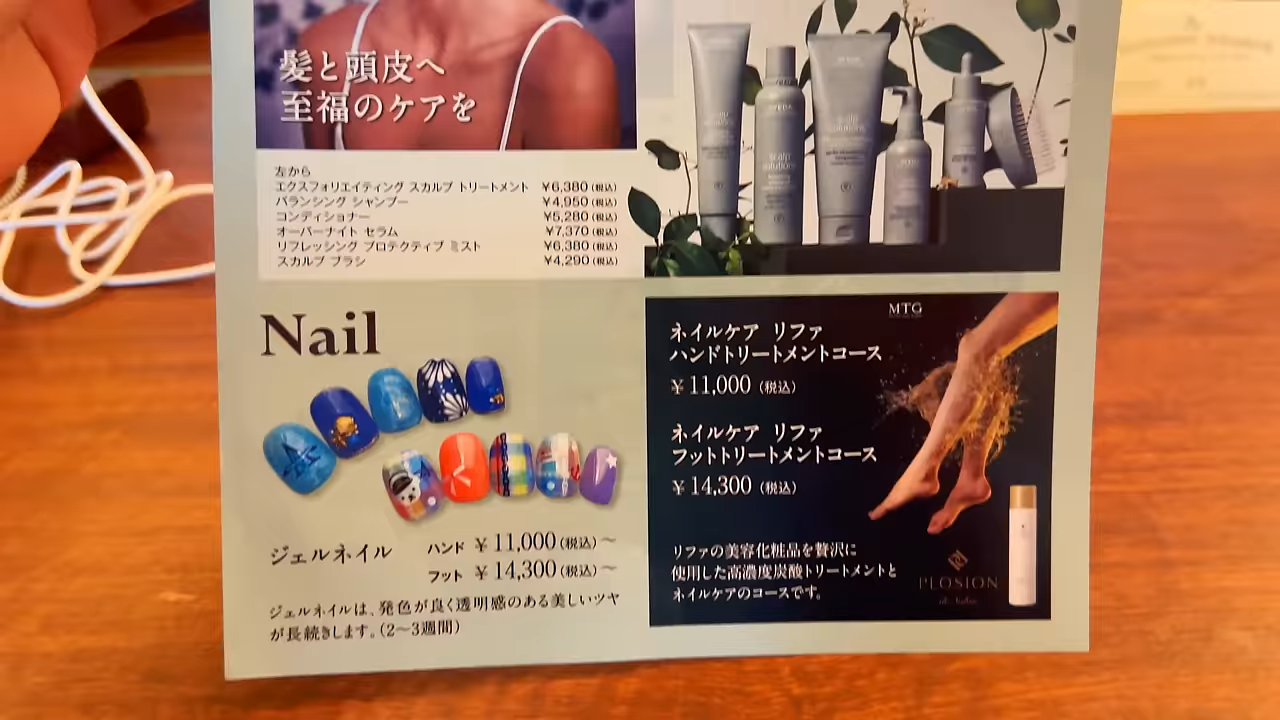 髪と頭皮へ
至福のケアを
左から
エクスフォリエイティング スカルプ トリートメント ¥6,380(税込)
バランシング シャンプー ¥4,950(税込)
コンディショナー ¥5,280(税込)
オーバーナイト セラム ¥7,370(税込)
リフレッシング プロテクティブ ミスト ¥6,380(税込)
スカルプ ブラシ ¥4,290(税込)
AVEDA
scalp
solutions
scalp
solutions
Nail
ジェルネイル
ハンド ¥11,000(税込)〜
フット ¥14,300(税込)〜
ジェルネイルは、発色が良く透明感のある美しいツヤ
が長続きします。(2〜3週間)
MTG
ネイルケア リファ
ハンドトリートメントコース
¥11,000(税込)
ネイルケア リファ
フットトリートメントコース
¥14,300(税込)
リファの美容化粧品を贅沢に
使用した高濃度炭酸トリートメントと
ネイルケアのコースです。
PLOSION